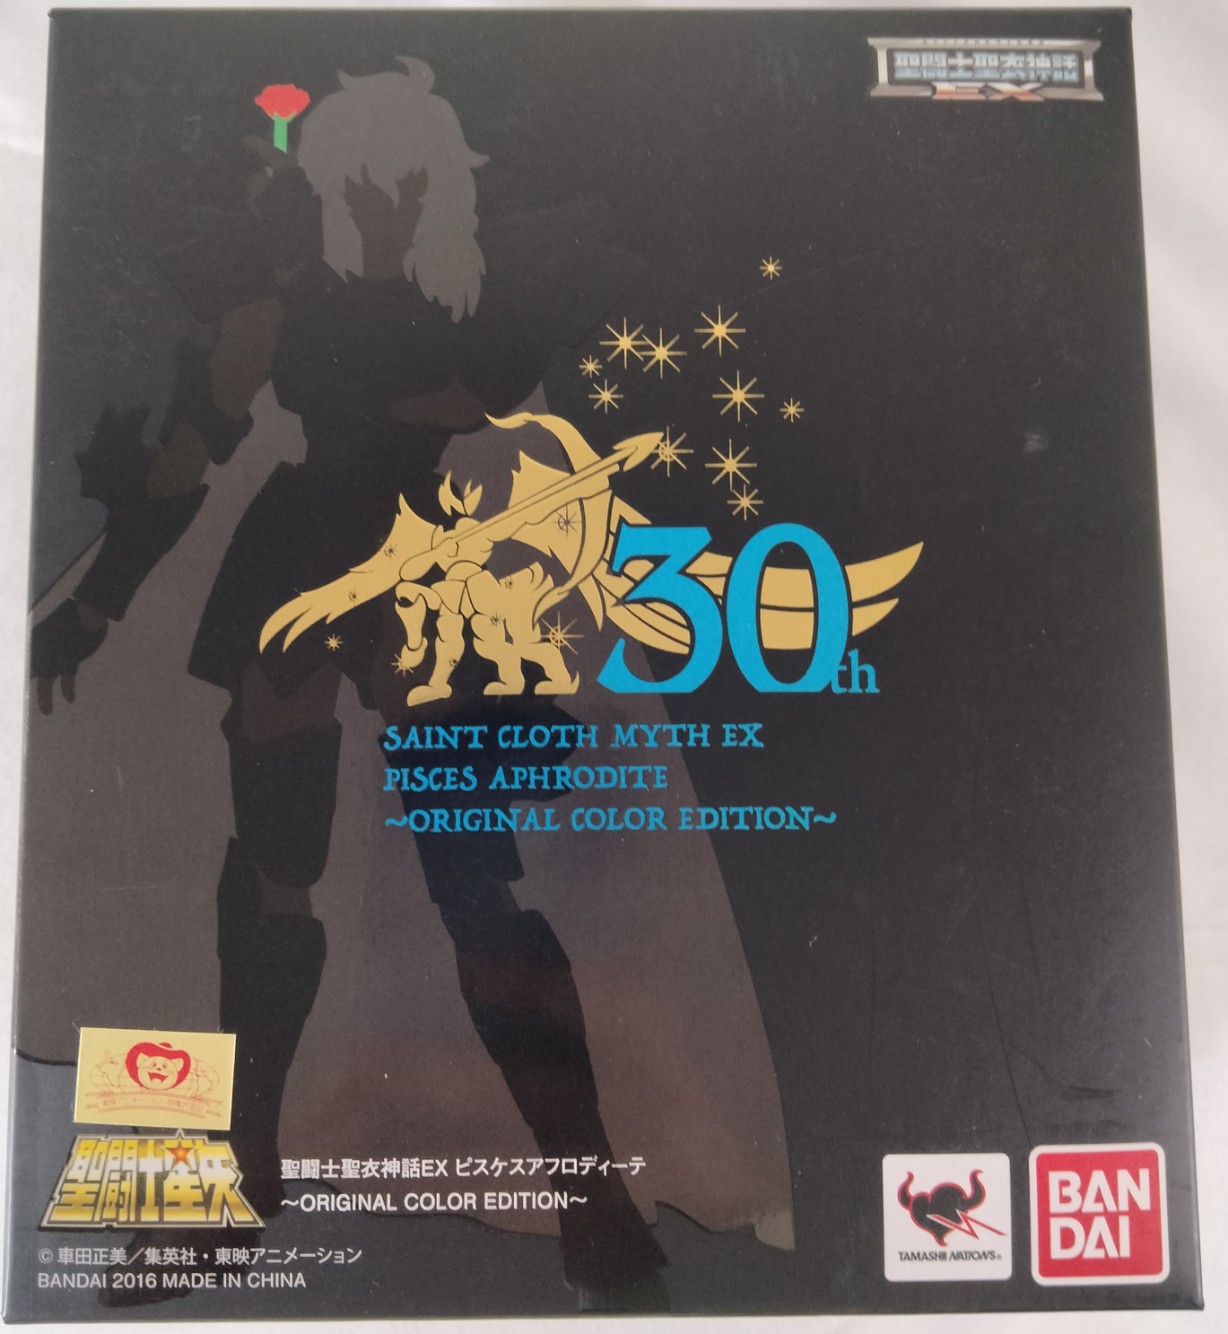 聖闘士聖衣神話
EX
30th
SAINT CLOTH MYTH EX
PISCES APHRODITE
~ORIGINAL COLOR EDITION~
聖闘士星矢
聖闘士聖衣神話EX ピスケスアフロディーテ
~ORIGINAL COLOR EDITION~
© 車田正美/集英社・東映アニメーション
BANDAI 2016 MADE IN CHINA
TAMASHII NATIONS®
BAN
DAI